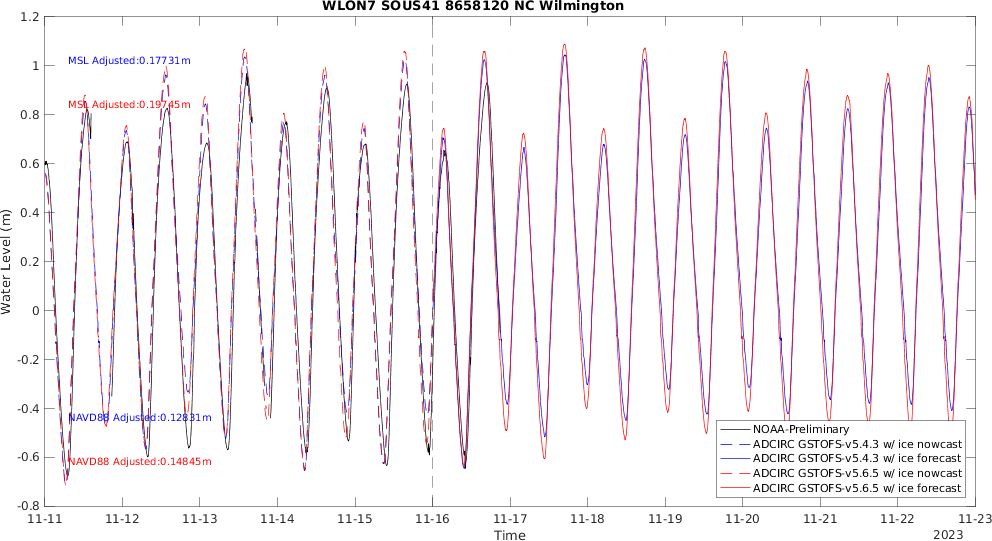 WLON7 SOUS41 8658120 NC Wilmington
1.2
1
0.8
0.6
0.4
0.2
0
-0.2
-0.4
-0.6
-0.8
Water Level (m)
MSL Adjusted:0.17731m
MSL Adjusted:0.19745m
NAVD88 Adjusted:0.12831m
NAVD88 Adjusted:0.14845m
NOAA-Preliminary
ADCIRC GSTOFS-v5.4.3 w/ ice nowcast
ADCIRC GSTOFS-v5.4.3 w/ ice forecast
ADCIRC GSTOFS-v5.6.5 w/ ice nowcast
ADCIRC GSTOFS-v5.6.5 w/ ice forecast
11-11 11-12 11-13 11-14 11-15 11-16 11-17 11-18 11-19 11-20 11-21 11-22 11-23
Time
2023